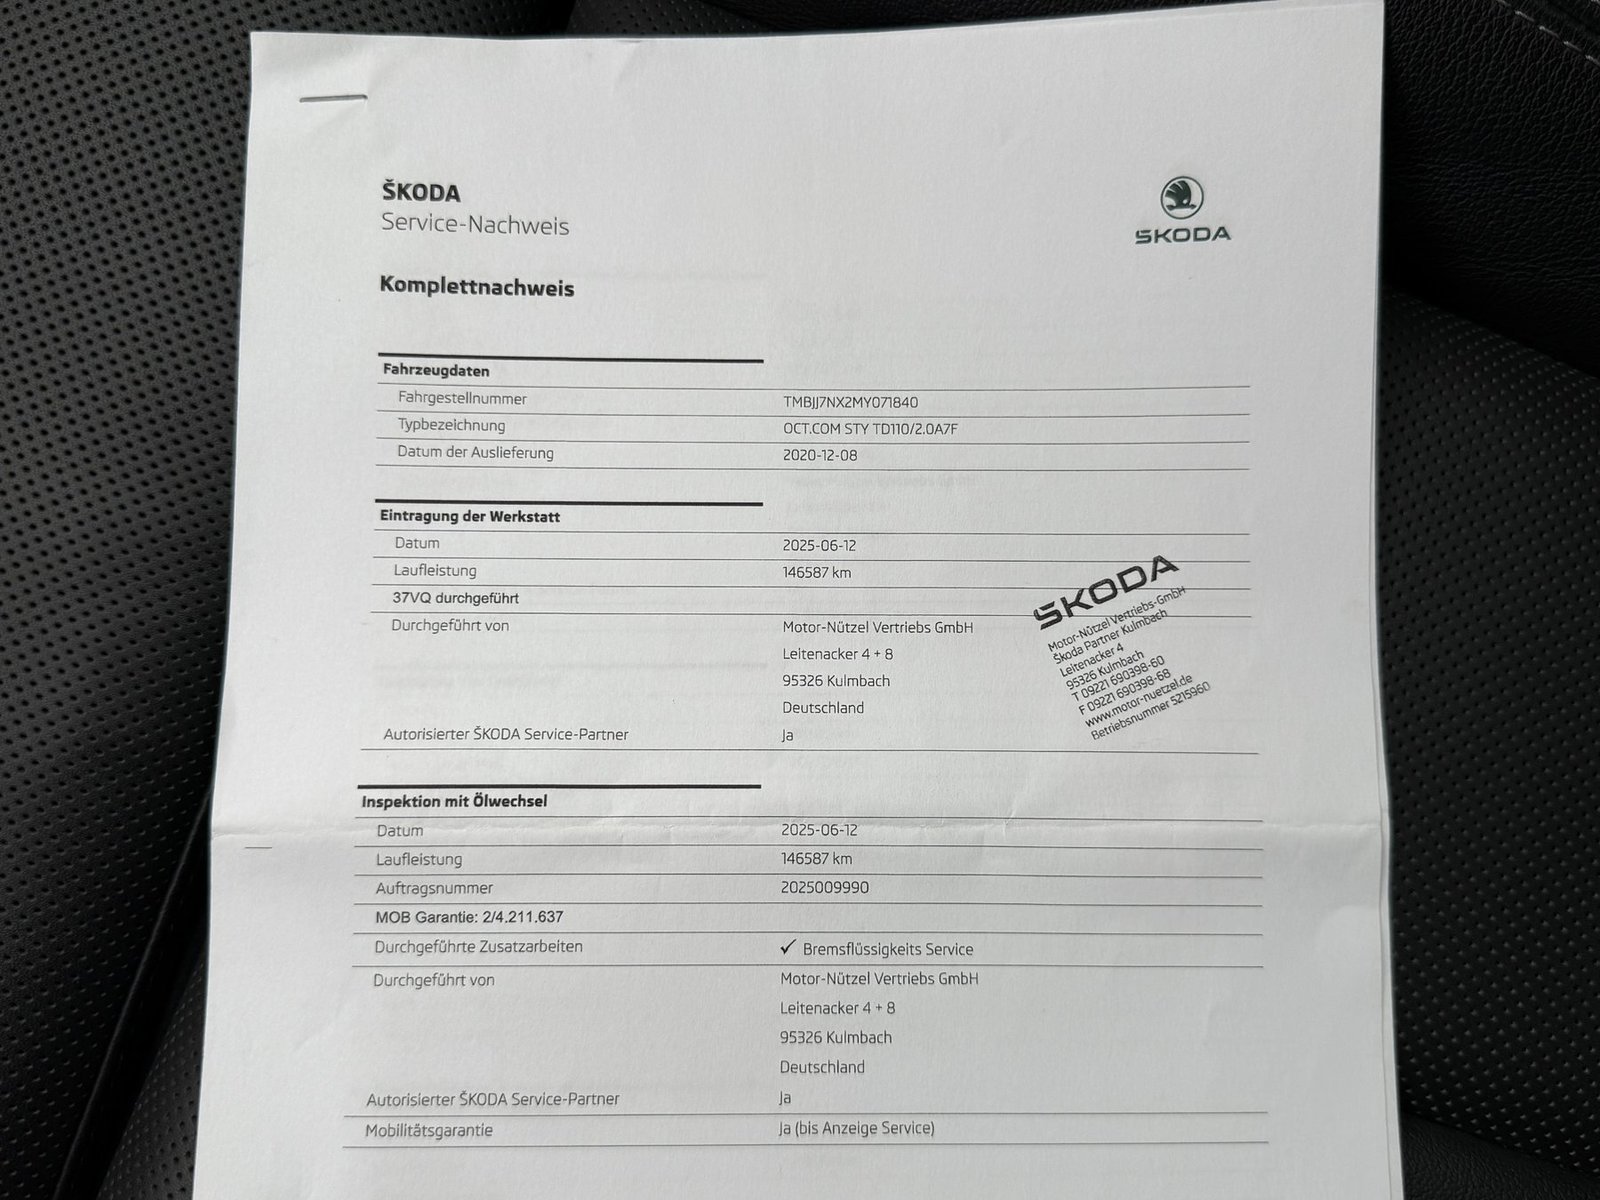 ŠKODA
Service-Nachweis
SKODA
Komplettnachweis
Fahrzeugdaten
Fahrgestellnummer TMBJJ7NX2MY071840
Typbezeichnung OCT.COM STY TD110/2.0A7F
Datum der Auslieferung 2020-12-08
Eintragung der Werkstatt
Datum 2025-06-12
Laufleistung 146587 km
37VQ durchgeführt
Durchgeführt von Motor-Nützel Vertriebs GmbH
Leitenacker 4 + 8
95326 Kulmbach
Deutschland
Autorisierter ŠKODA Service-Partner Ja
ŠKODA
Motor-Nützel Vertriebs-GmbH
Škoda Partner Kulmbach
Leitenacker 4
95326 Kulmbach
T 09221 690398-60
F 09221 690398-68
www.motor-nuetzel.de
Betriebsnummer 5215960
Inspektion mit Ölwechsel
Datum 2025-06-12
Laufleistung 146587 km
Auftragsnummer 2025009990
MOB Garantie: 2/4.211.637
Durchgeführte Zusatzarbeiten ✓ Bremsflüssigkeits Service
Durchgeführt von Motor-Nützel Vertriebs GmbH
Leitenacker 4 + 8
95326 Kulmbach
Deutschland
Autorisierter ŠKODA Service-Partner Ja
Mobilitätsgarantie Ja (bis Anzeige Service)